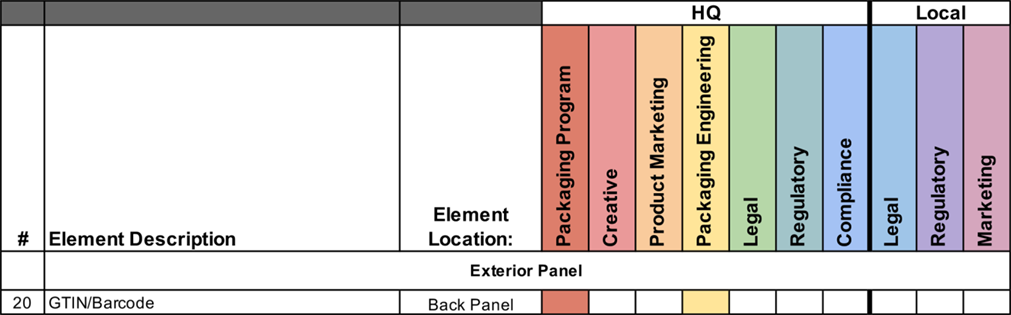 HQ Local
# Element Description Element Location: Packaging Program Creative Product Marketing Packaging Engineering Legal Regulatory Compliance Legal Regulatory Marketing
Exterior Panel
20 GTIN/Barcode Back Panel